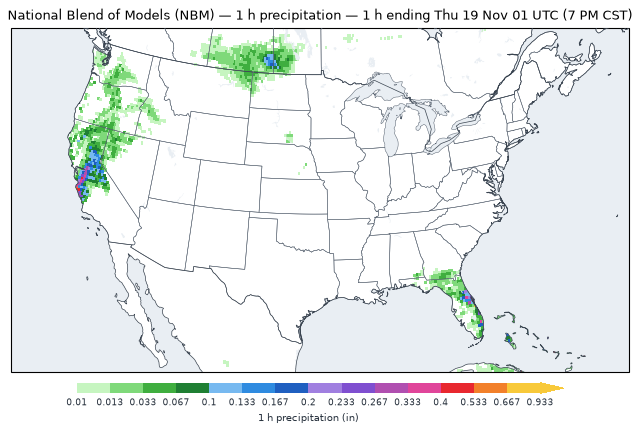 National Blend of Models (NBM) — 1 h precipitation — 1 h ending Thu 19 Nov 01 UTC (7 PM CST)
0.01 0.013 0.033 0.067 0.1 0.133 0.167 0.2 0.233 0.267 0.333 0.4 0.533 0.667 0.933
1 h precipitation (in)